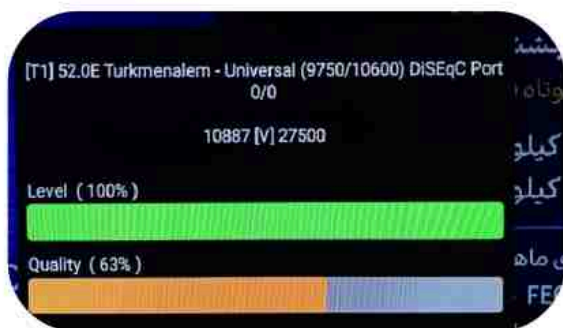 [T1] 52.0E Turkmenalem - Universal (9750/10600) DiSEqC Port
0/0
10887 [V] 27500
Level ( 100% )
Quality ( 63% )
کیلو
کیلو